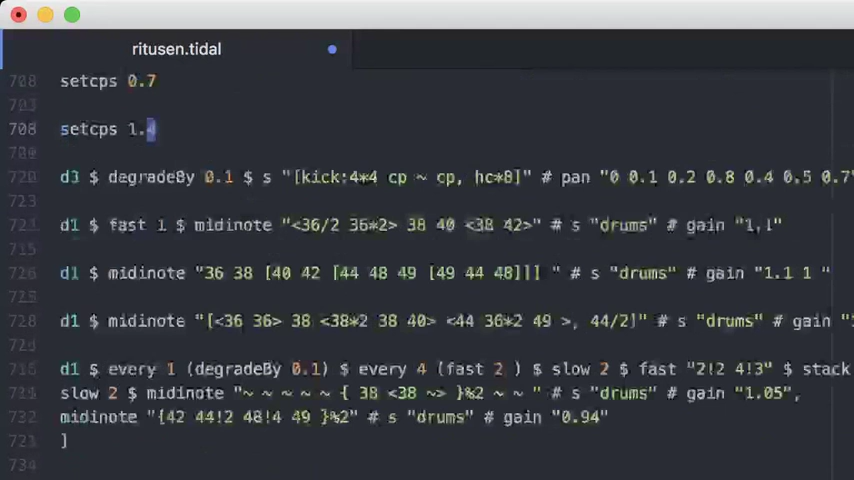 ritusen.tidal
setcps 0.7
setcps 1.4
d3 $ degradeBy 0.1 $ s "[kick:4*4 cp ~ cp, hc*8]" # pan "0 0.1 0.2 0.8 0.4 0.5 0.7"
d1 $ fast 1 $ midinote "<36/2 36*2> 38 40 <38 42>" # s "drums" # gain "1.1"
d1 $ midinote "36 38 [40 42 [44 48 49 [49 44 48]]] " # s "drums" # gain "1.1 1 "
d1 $ midinote "[<36 36> 38 <38*2 38 40> <44 36*2 49 >, 44/2]" # s "drums" # gain
d1 $ every 1 (degradeBy 0.1) $ every 4 (fast 2 ) $ slow 2 $ fast "2!2 4!3" $ stack
slow 2 $ midinote "~ ~ ~ ~ ~ { 38 <38 ~> }%2 ~ ~ " # s "drums" # gain "1.05",
midinote "{42 44!2 48!4 49 }%2" # s "drums" # gain "0.94"
]
734